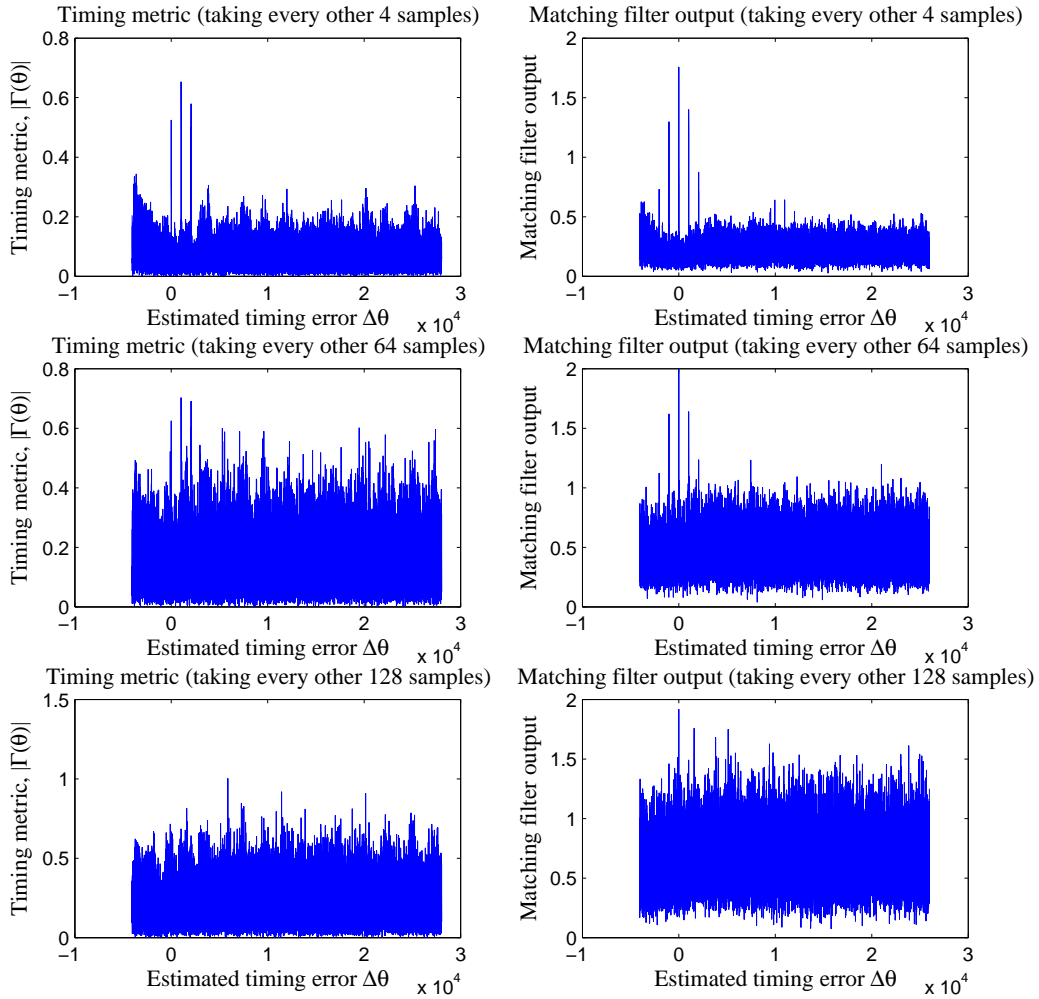 Timing metric (taking every other 4 samples)
Timing metric, |Γ(θ)|
0.8
0.6
0.4
0.2
0
−1 0 1 2 3
Estimated timing error Δθ x 10^4
Matching filter output (taking every other 4 samples)
Matching filter output
2
1.5
1
0.5
0
−1 0 1 2 3
Estimated timing error Δθ x 10^4
Timing metric (taking every other 64 samples)
Timing metric, |Γ(θ)|
0.8
0.6
0.4
0.2
0
−1 0 1 2 3
Estimated timing error Δθ x 10^4
Matching filter output (taking every other 64 samples)
Matching filter output
2
1.5
1
0.5
0
−1 0 1 2 3
Estimated timing error Δθ x 10^4
Timing metric (taking every other 128 samples)
Timing metric, |Γ(θ)|
1.5
1
0.5
0
−1 0 1 2 3
Estimated timing error Δθ x 10^4
Matching filter output (taking every other 128 samples)
Matching filter output
2
1.5
1
0.5
0
−1 0 1 2 3
Estimated timing error Δθ x 10^4